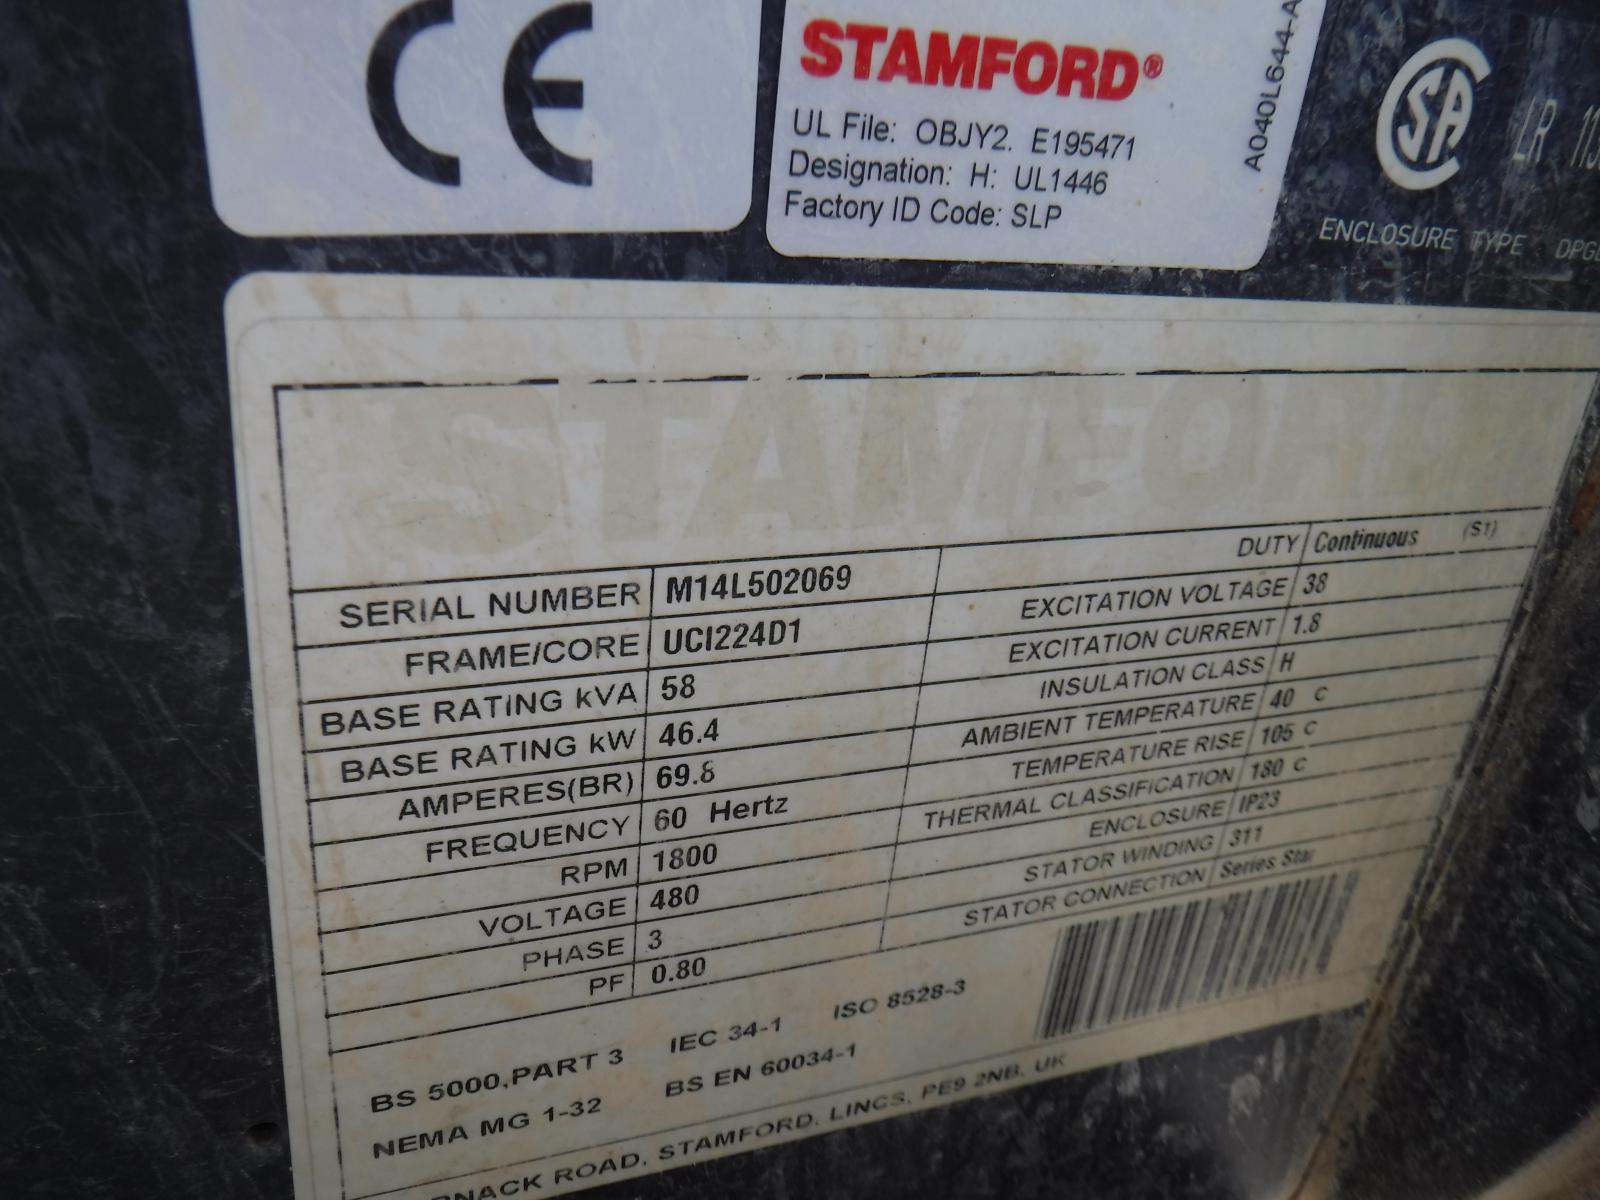 CE
STAMFORD®
UL File: OBJY2. E195471
Designation: H: UL1446
Factory ID Code: SLP
A040L644-A
CSA
LR
ENCLOSURE TYPE
STAMFORD
SERIAL NUMBER M14L502069
FRAME/CORE UCI224D1
BASE RATING kVA 58
BASE RATING kW 46.4
AMPERES(BR) 69.8
FREQUENCY 60 Hertz
RPM 1800
VOLTAGE 480
PHASE 3
PF 0.80
DUTY Continuous (S1)
EXCITATION VOLTAGE 38
EXCITATION CURRENT 1.8
INSULATION CLASS H
AMBIENT TEMPERATURE 40 C
TEMPERATURE RISE 105 C
THERMAL CLASSIFICATION 180 C
ENCLOSURE IP23
STATOR WINDING 311
STATOR CONNECTION Series Star
BS 5000,PART 3 IEC 34-1 ISO 8528-3
NEMA MG 1-32 BS EN 60034-1
ROAD, STAMFORD, LINCS, PE9 2NB, UK